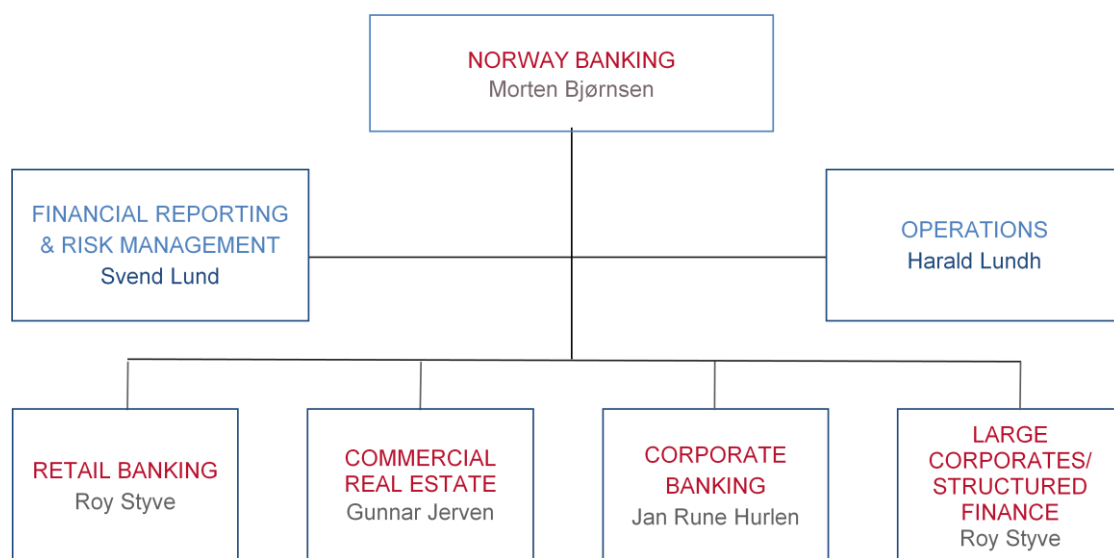 NORWAY BANKING
Morten Bjørnsen
FINANCIAL REPORTING
& RISK MANAGEMENT
Svend Lund
OPERATIONS
Harald Lundh
RETAIL BANKING
Roy Styve
COMMERCIAL
REAL ESTATE
Gunnar Jerven
CORPORATE
BANKING
Jan Rune Hurlen
LARGE
CORPORATES/
STRUCTURED
FINANCE
Roy Styve